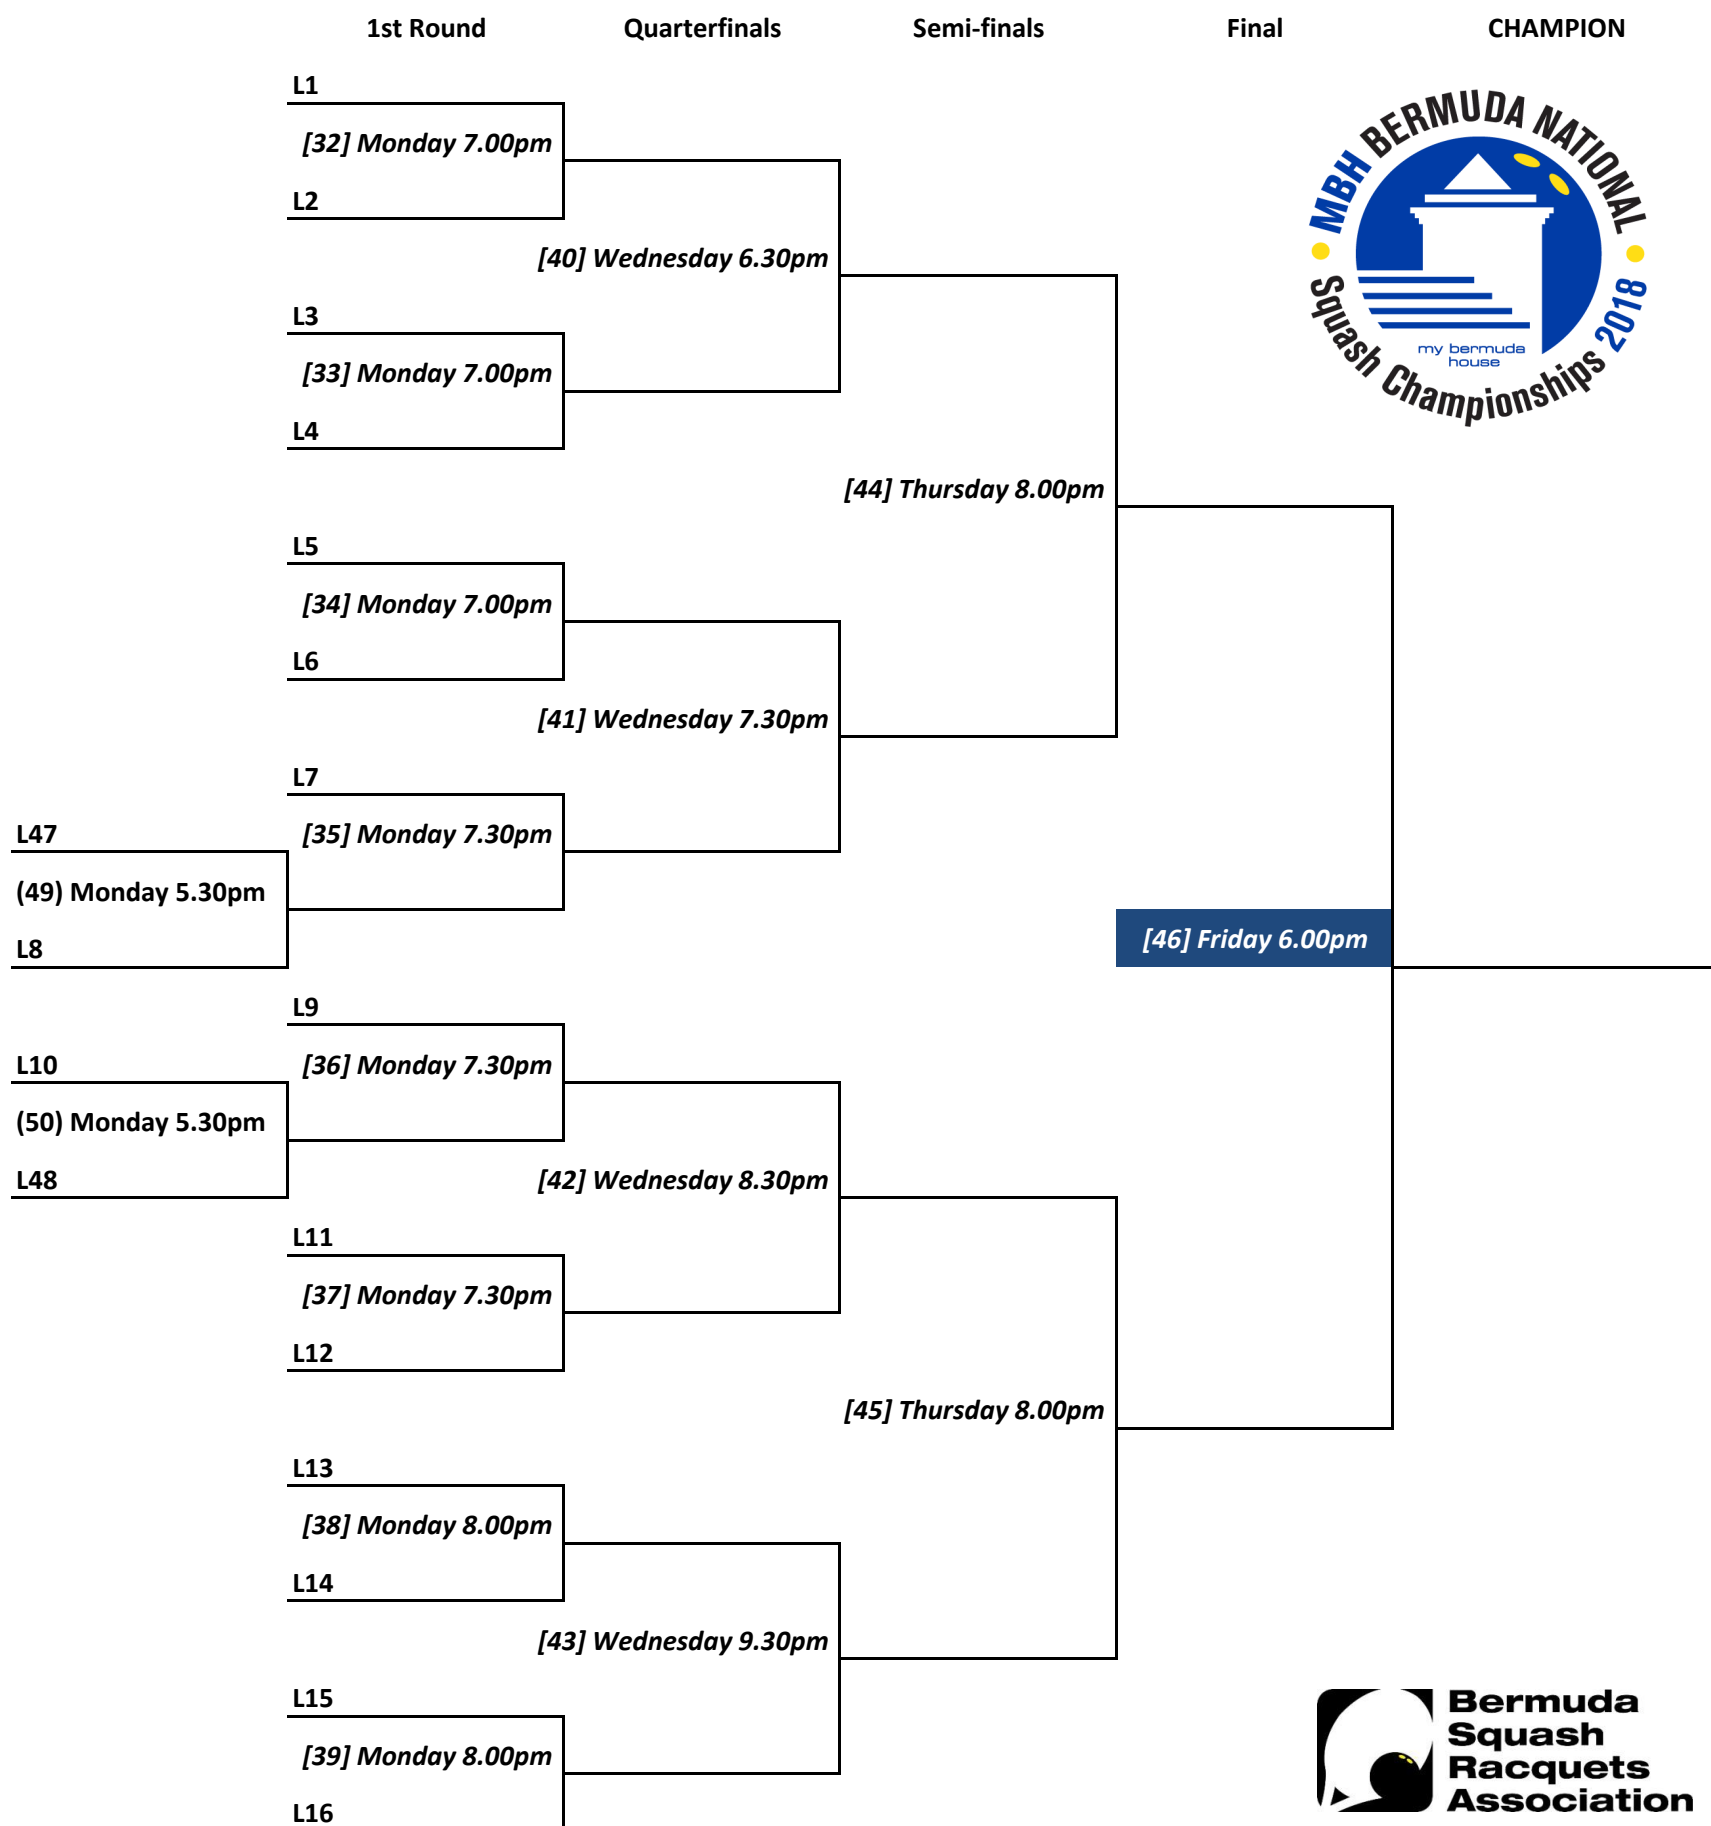 1st Round Quarterfinals Semi-finals Final CHAMPION
L1
[32] Monday 7.00pm
L2
[40] Wednesday 6.30pm
L3
[33] Monday 7.00pm
L4
[44] Thursday 8.00pm
L5
[34] Monday 7.00pm
L6
[41] Wednesday 7.30pm
L7
L47
[35] Monday 7.30pm
(49) Monday 5.30pm
L8
[46] Friday 6.00pm
L9
L10
[36] Monday 7.30pm
(50) Monday 5.30pm
L48
[42] Wednesday 8.30pm
L11
[37] Monday 7.30pm
L12
[45] Thursday 8.00pm
L13
[38] Monday 8.00pm
L14
[43] Wednesday 9.30pm
L15
[39] Monday 8.00pm
L16
MBH BERMUDA NATIONAL
Squash Championships 2018
my bermuda
house
Bermuda
Squash
Racquets
Association